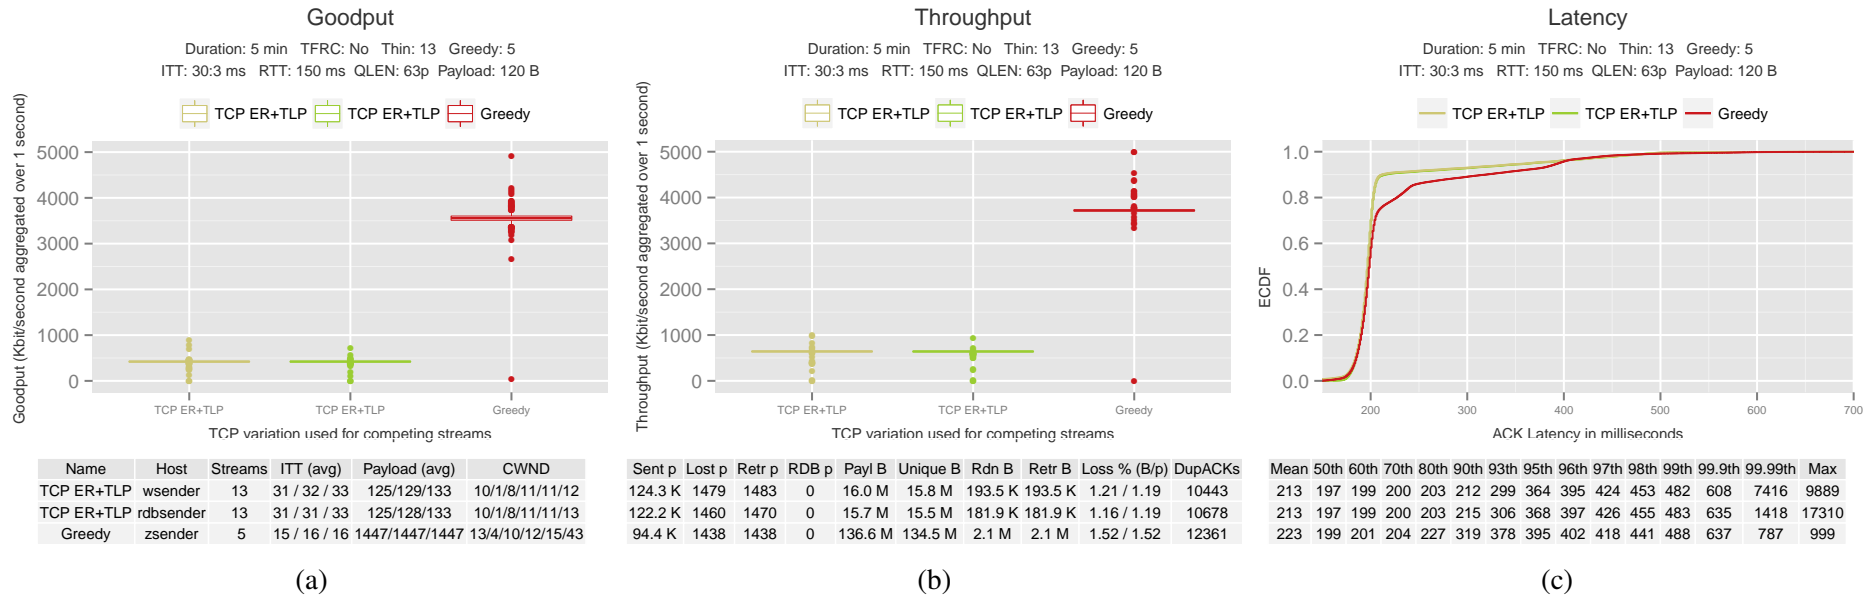 Goodput
Duration: 5 min TFRC: No Thin: 13 Greedy: 5
ITT: 30:3 ms RTT: 150 ms QLEN: 63p Payload: 120 B
TCP ER+TLP TCP ER+TLP Greedy
Goodput (Kbit/second aggregated over 1 second)
5000
4000
3000
2000
1000
0
TCP ER+TLP TCP ER+TLP Greedy
TCP variation used for competing streams
Name Host Streams ITT (avg) Payload (avg) CWND
TCP ER+TLP wsender 13 31 / 32 / 33 125/129/133 10/1/8/11/11/12
TCP ER+TLP rdbsender 13 31 / 31 / 33 125/128/133 10/1/8/11/11/13
Greedy zsender 5 15 / 16 / 16 1447/1447/1447 13/4/10/12/15/43
(a)
Throughput
Duration: 5 min TFRC: No Thin: 13 Greedy: 5
ITT: 30:3 ms RTT: 150 ms QLEN: 63p Payload: 120 B
TCP ER+TLP TCP ER+TLP Greedy
Throughput (Kbit/second aggregated over 1 second)
5000
4000
3000
2000
1000
0
TCP ER+TLP TCP ER+TLP Greedy
TCP variation used for competing streams
Sent p Lost p Retr p RDB p Payl B Unique B Rdn B Retr B Loss % (B/p) DupACKs
124.3 K 1479 1483 0 16.0 M 15.8 M 193.5 K 193.5 K 1.21 / 1.19 10443
122.2 K 1460 1470 0 15.7 M 15.5 M 181.9 K 181.9 K 1.16 / 1.19 10678
94.4 K 1438 1438 0 136.6 M 134.5 M 2.1 M 2.1 M 1.52 / 1.52 12361
(b)
Latency
Duration: 5 min TFRC: No Thin: 13 Greedy: 5
ITT: 30:3 ms RTT: 150 ms QLEN: 63p Payload: 120 B
TCP ER+TLP TCP ER+TLP Greedy
ECDF
1.0
0.8
0.6
0.4
0.2
0.0
200 300 400 500 600 700
ACK Latency in milliseconds
Mean 50th 60th 70th 80th 90th 93th 95th 96th 97th 98th 99th 99.9th 99.99th Max
213 197 199 200 203 212 299 364 395 424 453 482 608 7416 9889
213 197 199 200 203 215 306 368 397 426 455 483 635 1418 17310
223 199 201 204 227 319 378 395 402 418 441 488 637 787 999
(c)